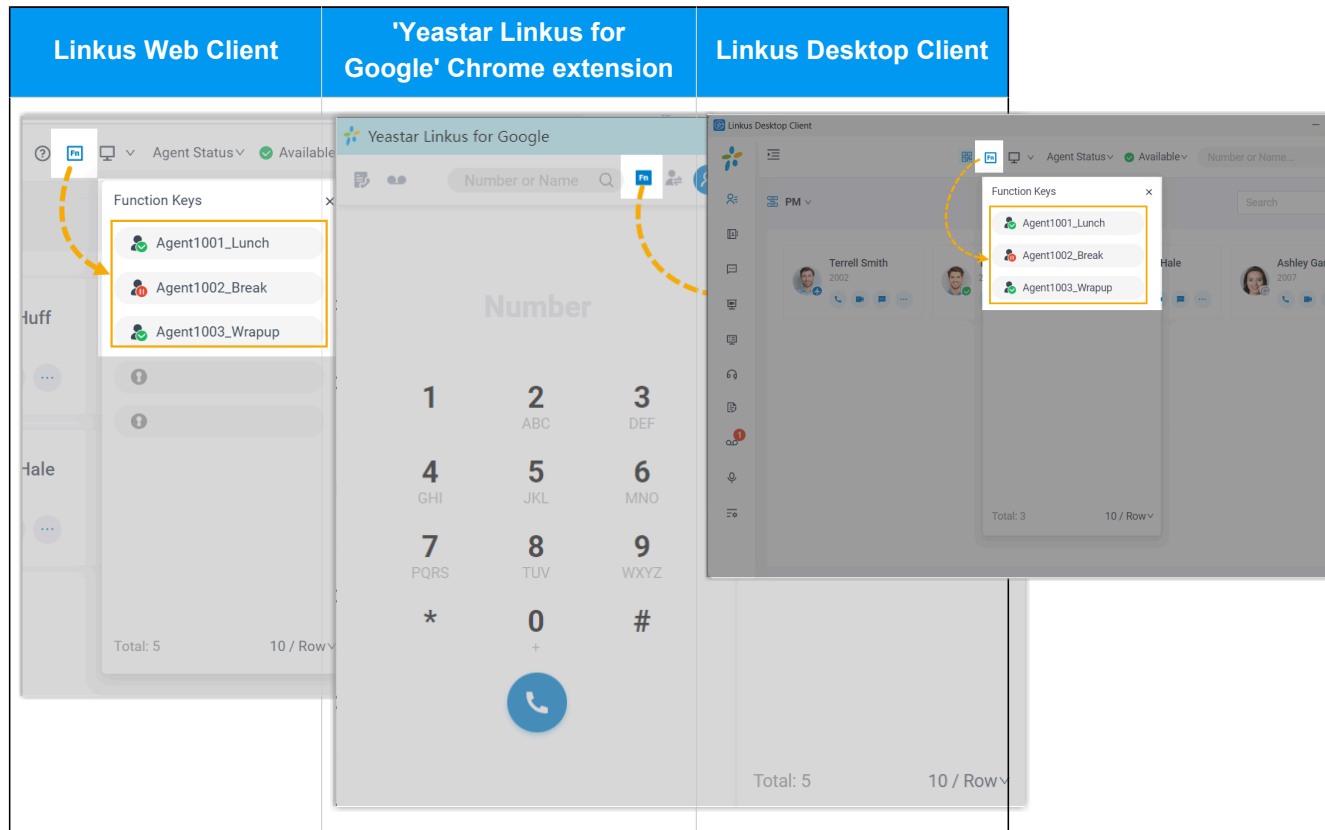 Linkus Web Client
'Yeastar Linkus for
Google' Chrome extension
Linkus Desktop Client
Fn
Agent Status
Available
Function Keys
×
Agent1001_Lunch
Agent1002_Break
Agent1003_Wrapup
Huff
Hale
Total: 5
10 / Row
Yeastar Linkus for Google
Number or Name
Fn
Number
1
2
ABC
3
DEF
4
GHI
5
JKL
6
MNO
7
PQRS
8
TUV
9
WXYZ
*
0
+
#
Total: 5
10 / Row
Linkus Desktop Client
Fn
Agent Status
Available
Number or Name...
PM
Search
Function Keys
×
Agent1001_Lunch
Agent1002_Break
Agent1003_Wrapup
Terrell Smith
2002
Hale
Ashley Gar
2007
1
Total: 3
10 / Row